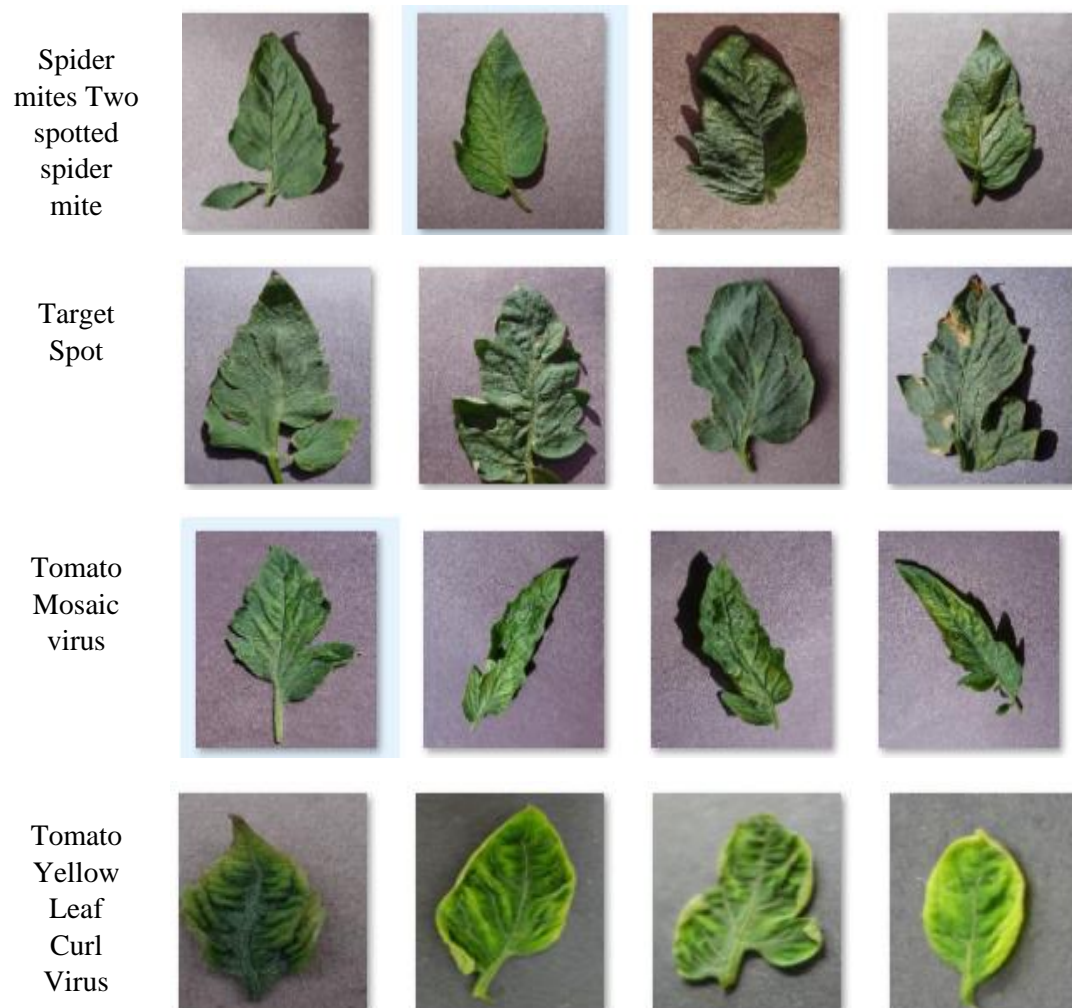 Spider
mites Two
spotted
spider
mite
Target
Spot
Tomato
Mosaic
virus
Tomato
Yellow
Leaf
Curl
Virus